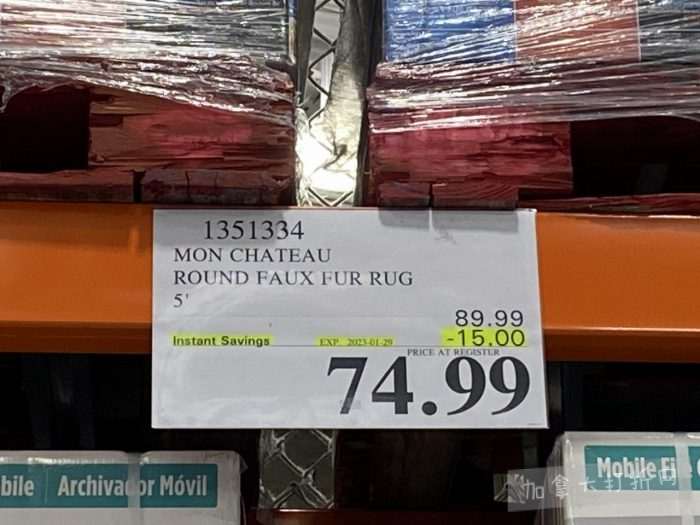 1351334
MON CHATEAU
ROUND FAUX FUR RUG
5'
89.99
Instant Savings EXP. 2023-01-29 -15.00
PRICE AT REGISTER
74.99
bile Archivador Móvil
Mobile Fi
加拿大打折网